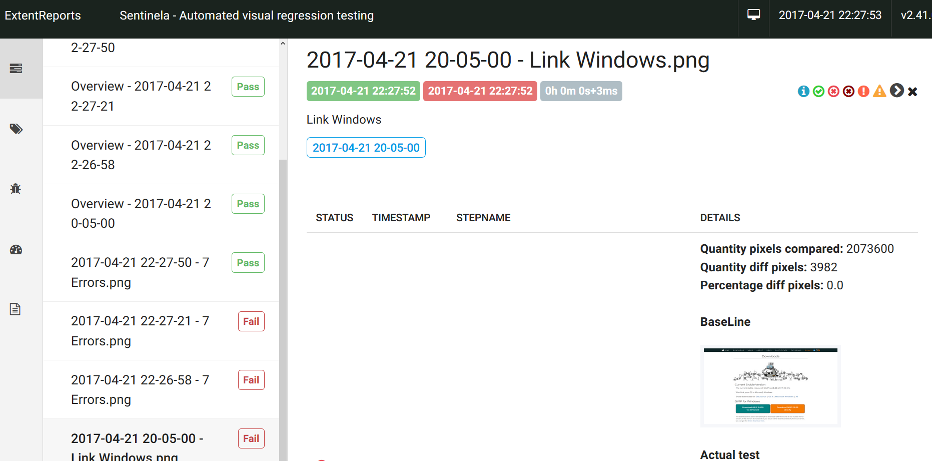 ExtentReports
Sentinela - Automated visual regression testing
2017-04-21 22:27:53
v2.41.
2-27-50
Overview - 2017-04-21 2
2-27-21
Pass
Overview - 2017-04-21 2
2-26-58
Pass
Overview - 2017-04-21 2
0-05-00
Pass
2017-04-21 22-27-50 - 7
Errors.png
Pass
2017-04-21 22-27-21 - 7
Errors.png
Fail
2017-04-21 22-26-58 - 7
Errors.png
Fail
2017-04-21 20-05-00 -
Link Windows.png
Fail
2017-04-21 20-05-00 - Link Windows.png
2017-04-21 22:27:52
2017-04-21 22:27:52
0h 0m 0s+3ms
Link Windows
2017-04-21 20-05-00
STATUS
TIMESTAMP
STEPNAME
DETAILS
Quantity pixels compared: 2073600
Quantity diff pixels: 3982
Percentage diff pixels: 0.0
BaseLine
Actual test